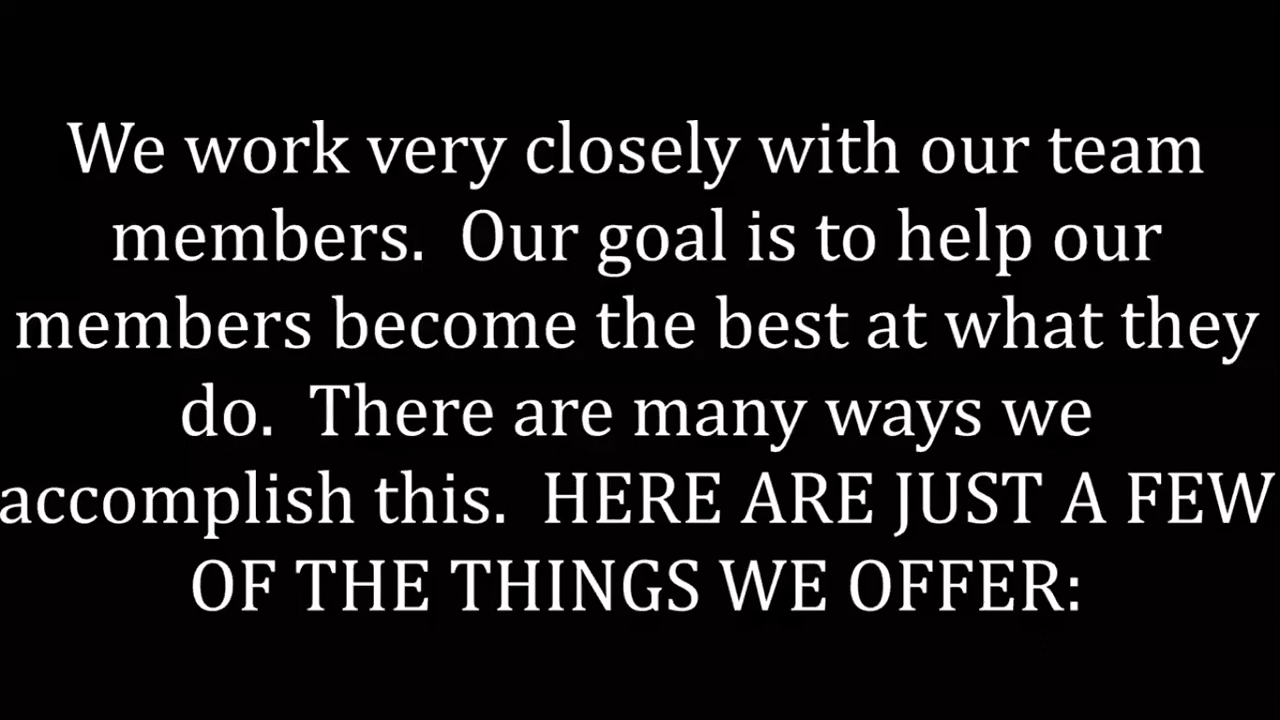 We work very closely with our team
members.  Our goal is to help our
members become the best at what they
do.  There are many ways we
accomplish this.  HERE ARE JUST A FEW
OF THE THINGS WE OFFER: